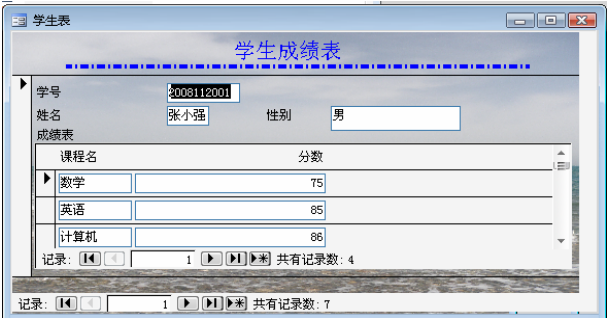 学生表
学生成绩表
学号 2008112001
姓名 张小强 性别 男
成绩表
课程名 分数
数学 75
英语 85
计算机 86
记录: 1 共有记录数: 4
记录: 1 共有记录数: 7